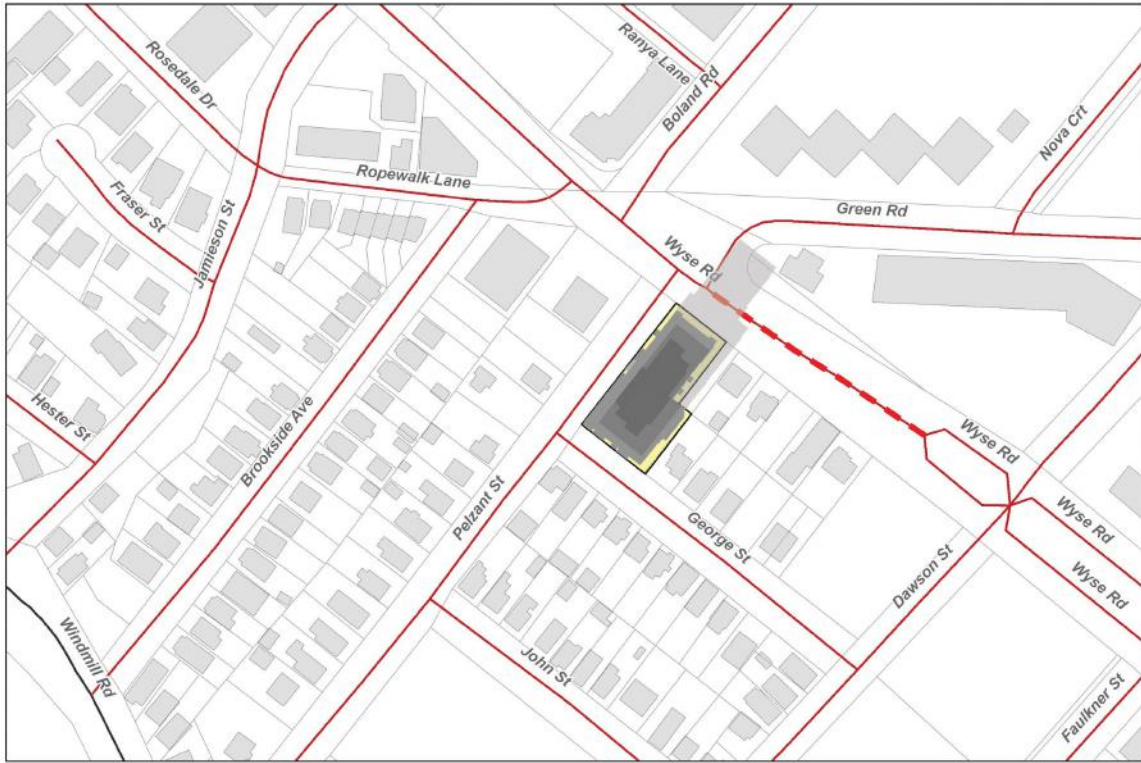 Rosedale Dr
Ranya Lane
Boland Rd
Nova Crt
Ropewalk Lane
Fraser St
Jamieson St
Green Rd
Wyse Rd
Hester St
Brookside Ave
Pelzant St
Wyse Rd
George St
Wyse Rd
Dawson St
Wyse Rd
Windmill Rd
John St
Faulkner St